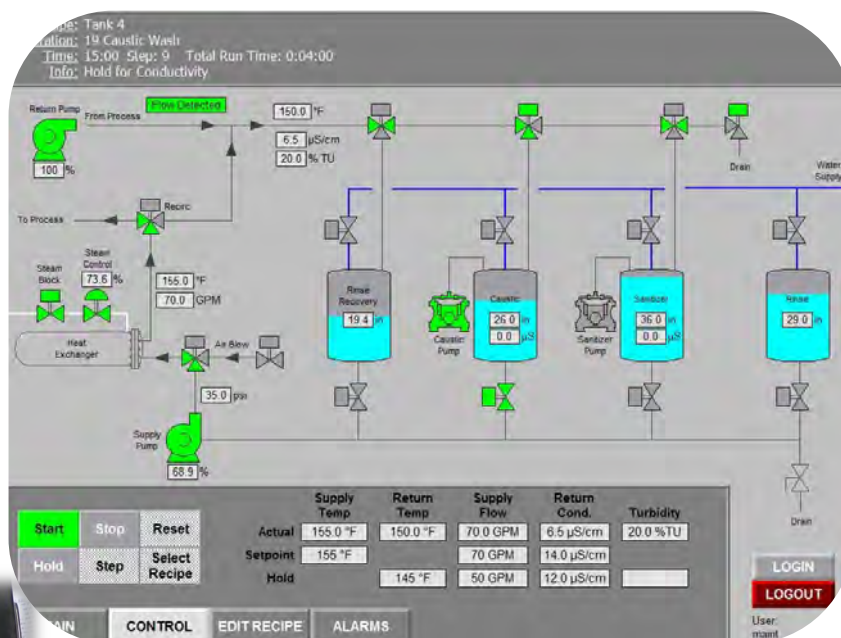 Tank 4
19 Caustic Wash
Time: 15:00 Step: 9 Total Run Time: 0:04:00
Info: Hold for Conductivity
Return Pump
From Process
Flow Detected
150.0 °F
6.5 µS/cm
20.0 % TU
100 %
Drain
Water
Supply
To Process
Recirc
Steam
Block
Steam
Control
73.6 %
155.0 °F
70.0 GPM
Heat
Exchanger
Air Blow
35.0 psi
Supply
Pump
68.9 %
Rinse
Recovery
19.4 in
Caustic
Pump
Caustic
26.0 in
0.0 µS
Sanitizer
Pump
Sanitizer
36.0 in
0.0 µS
Rinse
29.0 in
Drain
Start Stop Reset
Hold Step Select Recipe
Supply Temp Return Temp Supply Flow Return Cond. Turbidity
Actual 155.0 °F 150.0 °F 70.0 GPM 6.5 µS/cm 20.0 %TU
Setpoint 155 °F 70 GPM 14.0 µS/cm
Hold 145 °F 50 GPM 12.0 µS/cm
CONTROL EDIT RECIPE ALARMS
LOGIN
LOGOUT
User:
maint